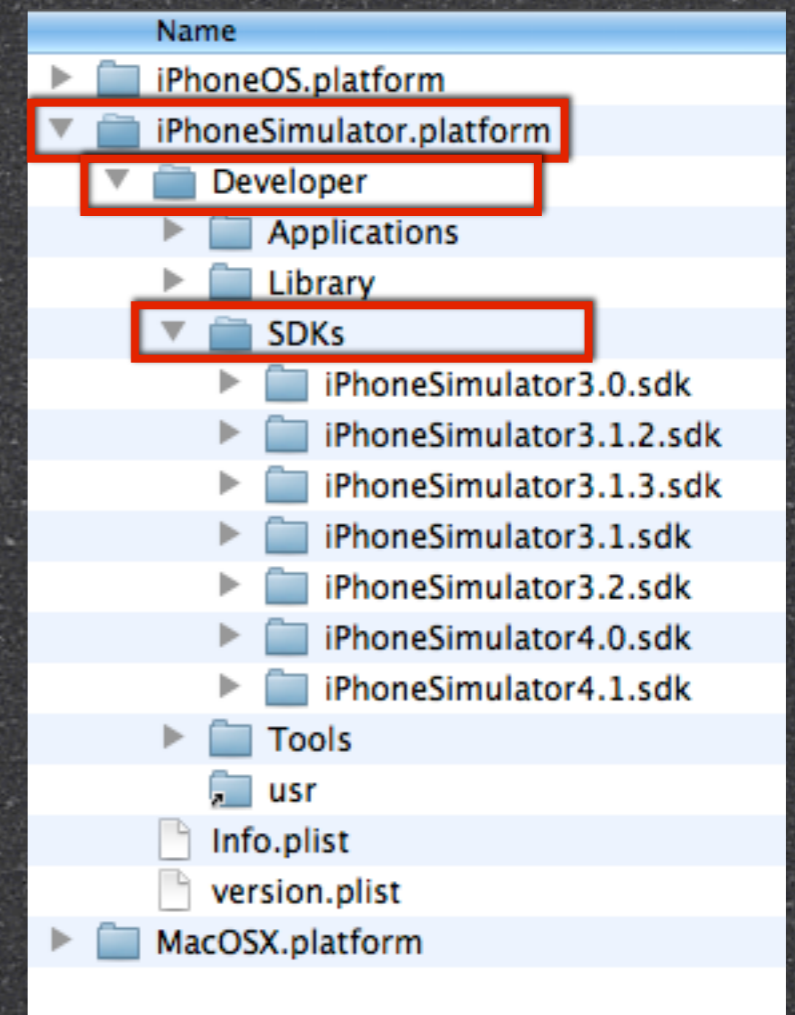 Name
iPhoneOS.platform
iPhoneSimulator.platform
Developer
Applications
Library
SDKs
iPhoneSimulator3.0.sdk
iPhoneSimulator3.1.2.sdk
iPhoneSimulator3.1.3.sdk
iPhoneSimulator3.1.sdk
iPhoneSimulator3.2.sdk
iPhoneSimulator4.0.sdk
iPhoneSimulator4.1.sdk
Tools
usr
Info.plist
version.plist
MacOSX.platform